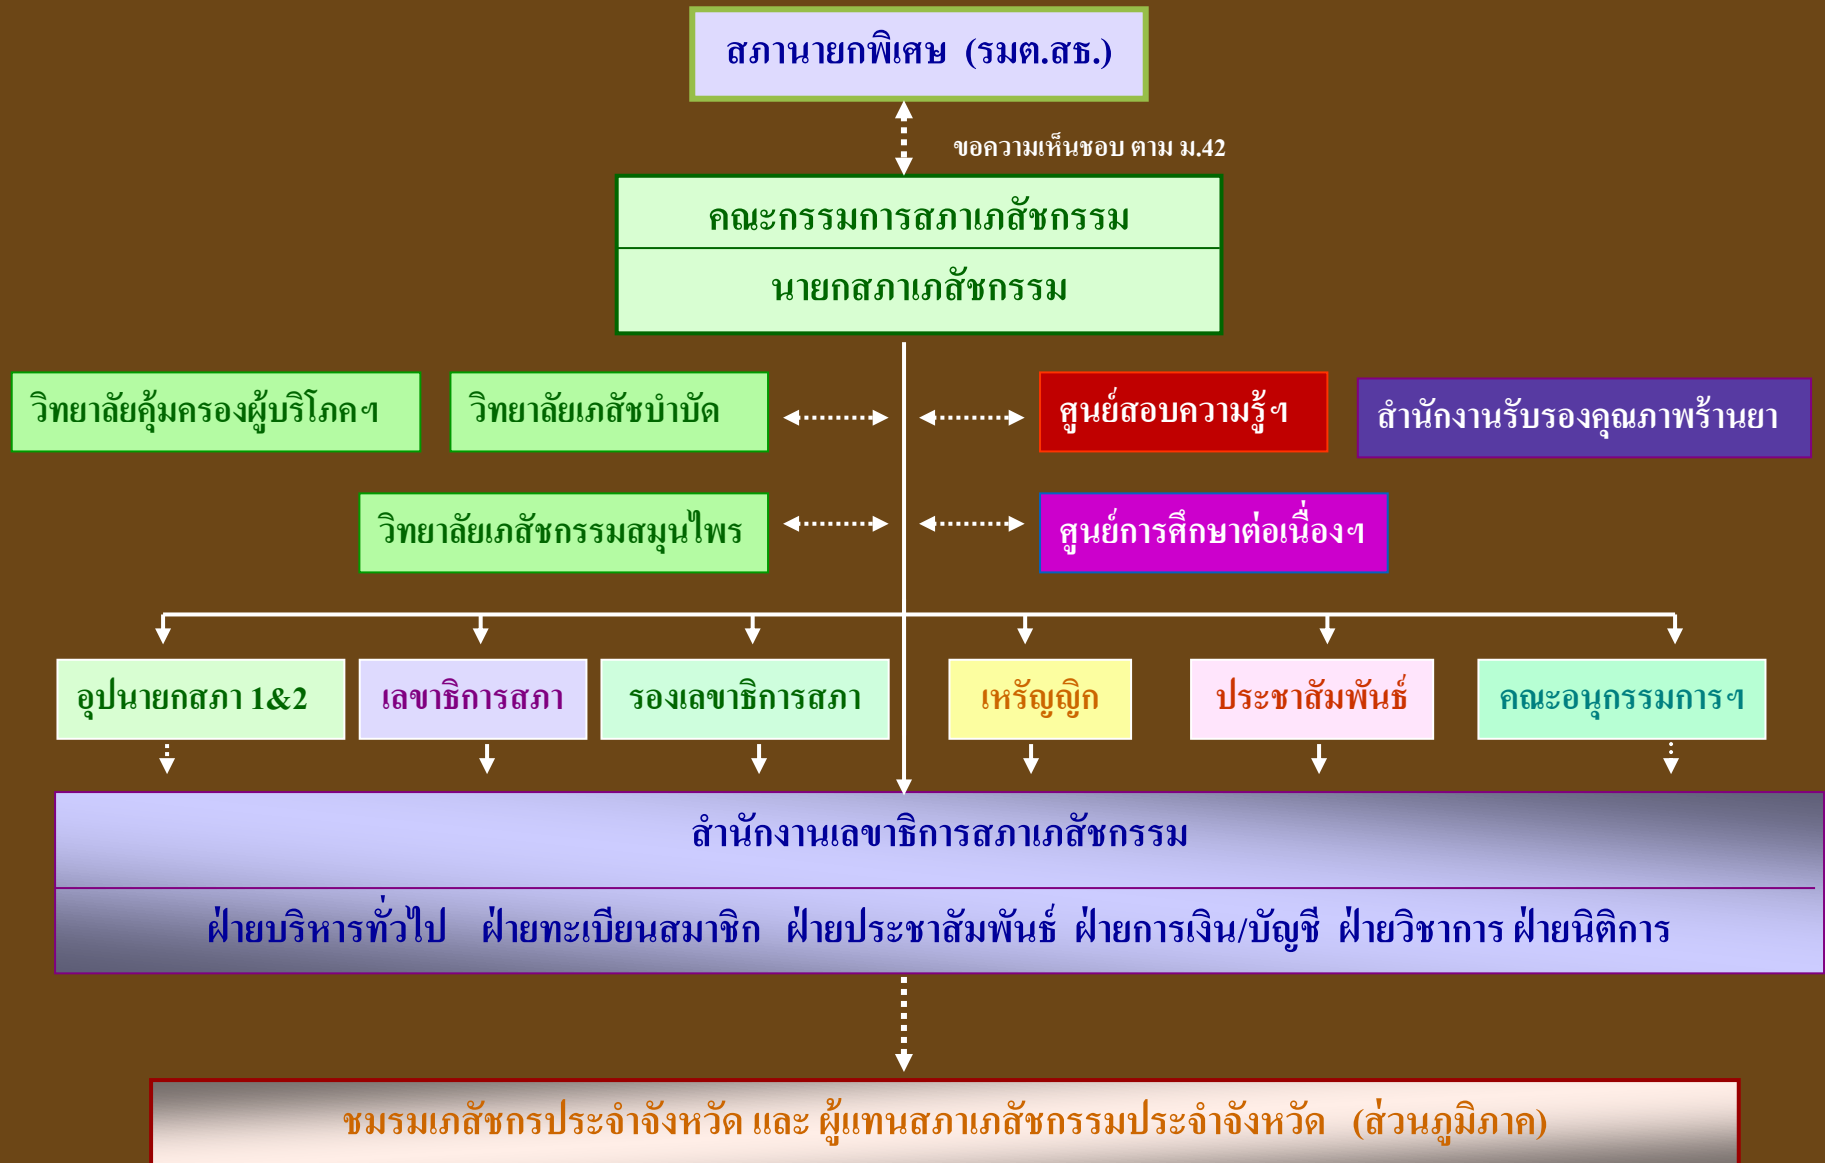 สภานายกพิเศษ (รมต.สธ.)
ขอความเห็นชอบ ตาม ม.42
คณะกรรมการสภาเภสัชกรรม
นายกสภาเภสัชกรรม
วิทยาลัยคุ้มครองผู้บริโภคฯ
วิทยาลัยเภสัชบำบัด
ศูนย์สอบความรู้ฯ
สำนักงานรับรองคุณภาพร้านยา
วิทยาลัยเภสัชกรรมสมุนไพร
ศูนย์การศึกษาต่อเนื่องฯ
อุปนายกสภา 1&2
เลขาธิการสภา
รองเลขาธิการสภา
เหรัญญิก
ประชาสัมพันธ์
คณะอนุกรรมการฯ
สำนักงานเลขาธิการสภาเภสัชกรรม
ฝ่ายบริหารทั่วไป ฝ่ายทะเบียนสมาชิก ฝ่ายประชาสัมพันธ์ ฝ่ายการเงิน/บัญชี ฝ่ายวิชาการ ฝ่ายนิติการ
ชมรมเภสัชกรประจำจังหวัด และ ผู้แทนสภาเภสัชกรรมประจำจังหวัด (ส่วนภูมิภาค)